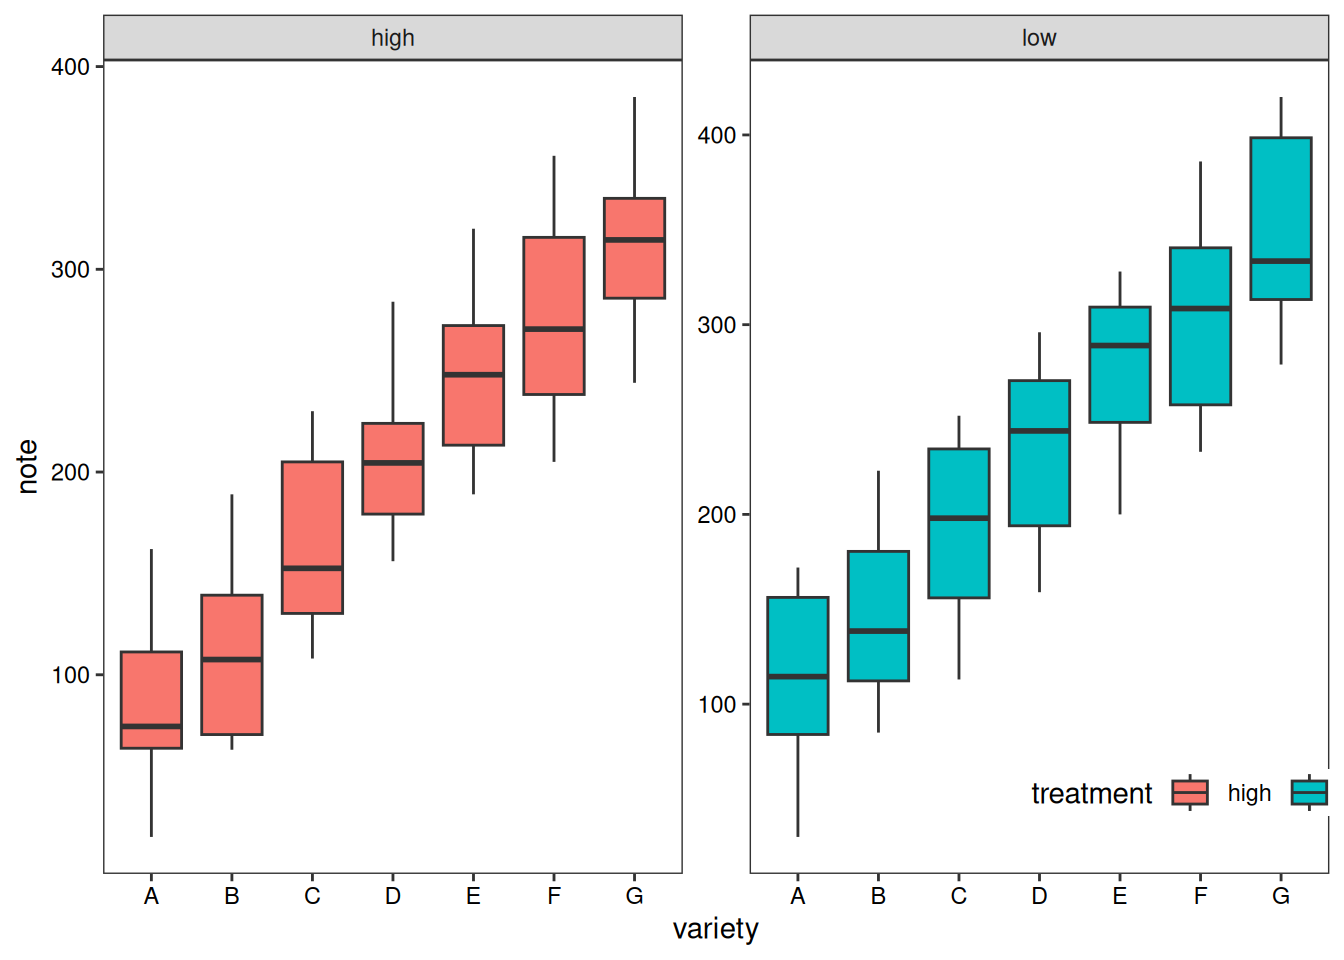 high
low
note
400
300
200
100
400
300
200
100
treatment high
A B C D E F G
A B C D E F G
variety